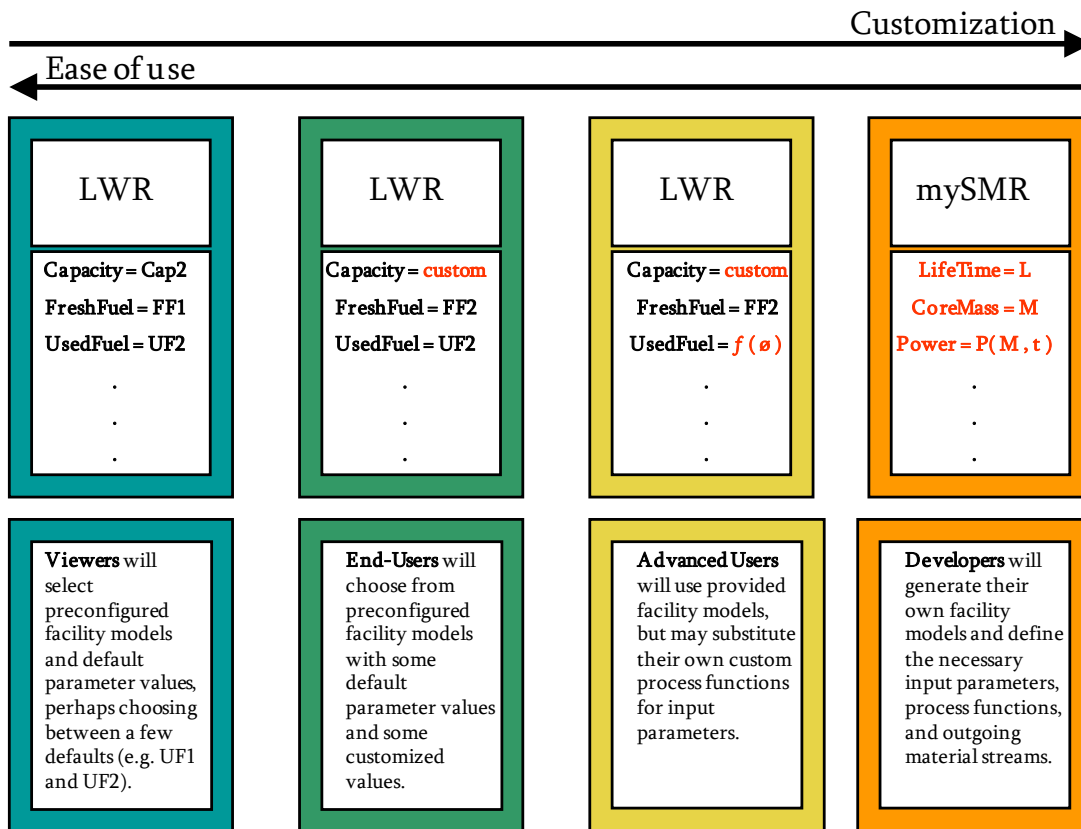 Customization
Ease of use
LWR
Capacity = Cap2
FreshFuel = FF1
UsedFuel = UF2
.
.
.
LWR
Capacity = custom
FreshFuel = FF2
UsedFuel = UF2
.
.
.
LWR
Capacity = custom
FreshFuel = FF2
UsedFuel = f ( ø )
.
.
.
mySMR
LifeTime = L
CoreMass = M
Power = P( M , t )
.
.
.
Viewers will
select
preconfigured
facility models
and default
parameter values,
perhaps choosing
between a few
defaults (e.g. UF1
and UF2).
End-Users will
choose from
preconfigured
facility models
with some
default
parameter values
and some
customized
values.
Advanced Users
will use provided
facility models,
but may substitute
their own custom
process functions
for input
parameters.
Developers will
generate their
own facility
models and define
the necessary
input parameters,
process functions,
and outgoing
material streams.